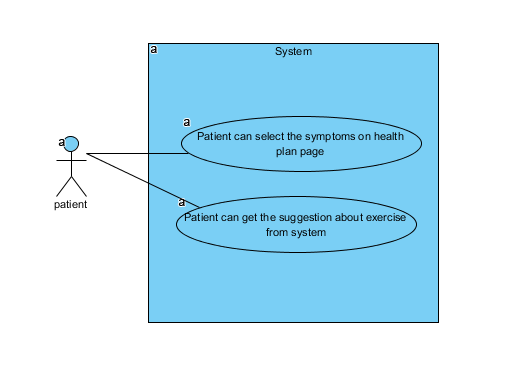 a
System
a
Patient can select the symptoms on health
plan page
a
patient
a
Patient can get the suggestion about exercise
from system